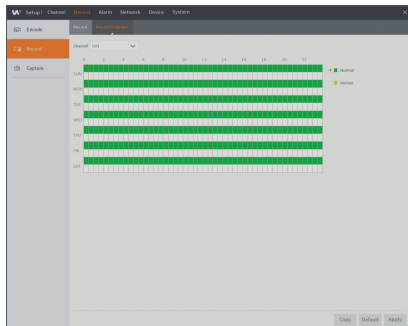 Setup | Channel Record Alarm Network Device System
Encode
Record
Capture
Record Record Schedule
Channel CH1
0 2 4 6 8 10 12 14 16 18 20 22
SUN
MON
TUE
WED
THU
FRI
SAT
Normal
Motion
Copy Default Apply